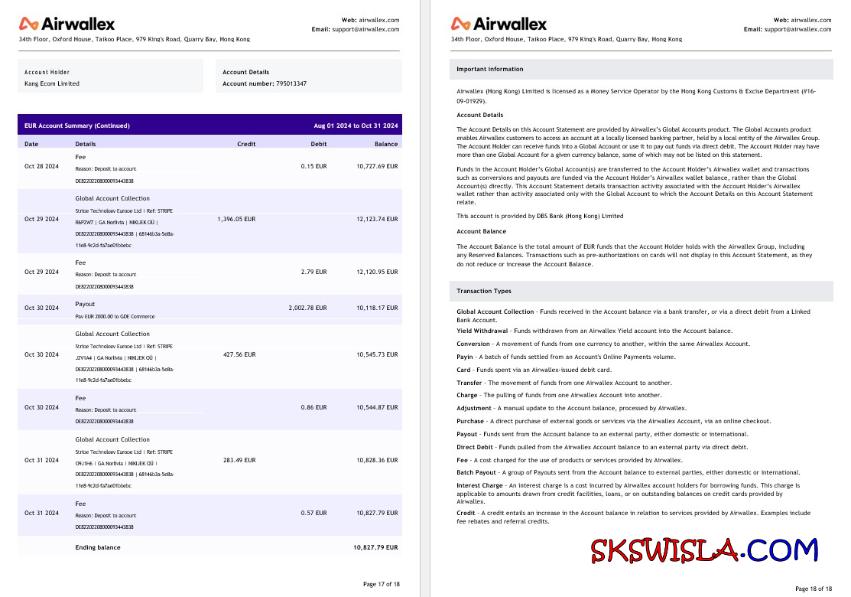 Airwallex
Web: airwallex.com
Email: support@airwallex.com
34th Floor, Oxford House, Taikoo Place, 979 King's Road, Quarry Bay, Hong Kong
Account Holder
Kang Ecom Limited
Account Details
Account number: 795013347
EUR Account Summary (Continued) Aug 01 2024 to Oct 31 2024
Date Details Credit Debit Balance
Fee
Oct 28 2024 Reason: Deposit to account 0.15 EUR 10,727.69 EUR
Global Account Collection
Stripe Technology Europe Ltd | Ref: STRIPE
Oct 29 2024 1,396.05 EUR 12,123.74 EUR
Fee
Oct 29 2024 Reason: Deposit to account 2.79 EUR 12,120.95 EUR
Payout
Oct 30 2024 2,002.78 EUR 10,118.17 EUR
Pay EUR 2000.00 to GDE Commerce
Global Account Collection
Stripe Technology Europe Ltd | Ref: STRIPE
Oct 30 2024 427.56 EUR 10,545.73 EUR
Fee
Oct 30 2024 Reason: Deposit to account 0.86 EUR 10,544.87 EUR
Global Account Collection
Stripe Technology Europe Ltd | Ref: STRIPE
Oct 31 2024 283.49 EUR 10,828.36 EUR
Fee
Oct 31 2024 Reason: Deposit to account 0.57 EUR 10,827.79 EUR
Ending balance 10,827.79 EUR
Page 17 of 18
Airwallex
Web: airwallex.com
Email: support@airwallex.com
34th Floor, Oxford House, Taikoo Place, 979 King's Road, Quarry Bay, Hong Kong
Important Information
Airwallex (Hong Kong) Limited is licensed as a Money Service Operator by the Hong Kong Customs & Excise Department (#16-
09-01929).
Account Details
The Account Details on this Account Statement are provided by Airwallex's Global Accounts product. The Global Accounts product
enables customers to access an account at a locally licensed banking partner, held by a local entity of the Airwallex Group.
The Account Holder can receive funds into a Global Account or use it to pay out funds via direct debit. The Account Holder may have
more than one Global Account for a given currency balance, some of which may not be listed on this statement.
Funds in the Account Holder's Global Account(s) are transferred to the Account Holder's Airwallex wallet and transactions
such as conversions and payouts are funded via the Account Holder's Airwallex wallet balance, rather than the Global
Account(s) directly. This Account Statement details transaction activity associated with the Account Holder's Airwallex
wallet rather than activity associated only with the Global Account to which the Account Details on this Account Statement
relate.
This account is provided by DBS Bank (Hong Kong) Limited
Account Balance
The Account Balance is the total amount of EUR funds that the Account Holder holds with the Airwallex Group, including
any Reserved Balances. Transactions such as pre-authorizations on cards will not display in this Account Statement, as they
do not reduce or increase the Account Balance.
Transaction Types
Global Account Collection - Funds received in the Account balance via a bank transfer, or via a direct debit from a Linked
Bank Account.
Yield Withdrawal - Funds withdrawn from an Airwallex Yield account into the Account balance.
Conversion - A movement of funds from one currency to another, within the same Airwallex Account.
Payin - A batch of funds settled from an Account's Online Payments volume.
Card - Funds spent via an Airwallex-issued debit card.
Transfer - The movement of funds from one Airwallex Account to another.
Charge - The pulling of funds from one Airwallex Account into another.
Adjustment - A manual update to the Account balance, processed by Airwallex.
Purchase - A direct purchase of external goods or services via the Airwallex Account, via an online checkout.
Payout - Funds sent from the Account balance to an external party, either domestic or international.
Direct Debit - Funds pulled from the Airwallex Account balance to an external party via direct debit.
Fee - A cost charged for the use of products or services provided by Airwallex.
Batch Payout - A group of Payouts sent from the Account balance to external parties, either domestic or international.
Interest Charge - An interest charge is a cost incurred by Airwallex account holders for borrowing funds. This charge is
applicable to amounts drawn from credit facilities, loans, or on outstanding balances on credit cards provided by
Airwallex.
Credit - A credit entails an increase in the Account balance in relation to services provided by Airwallex. Examples include
fee rebates and referral credits.
SKSWISLA.COM
Page 18 of 18